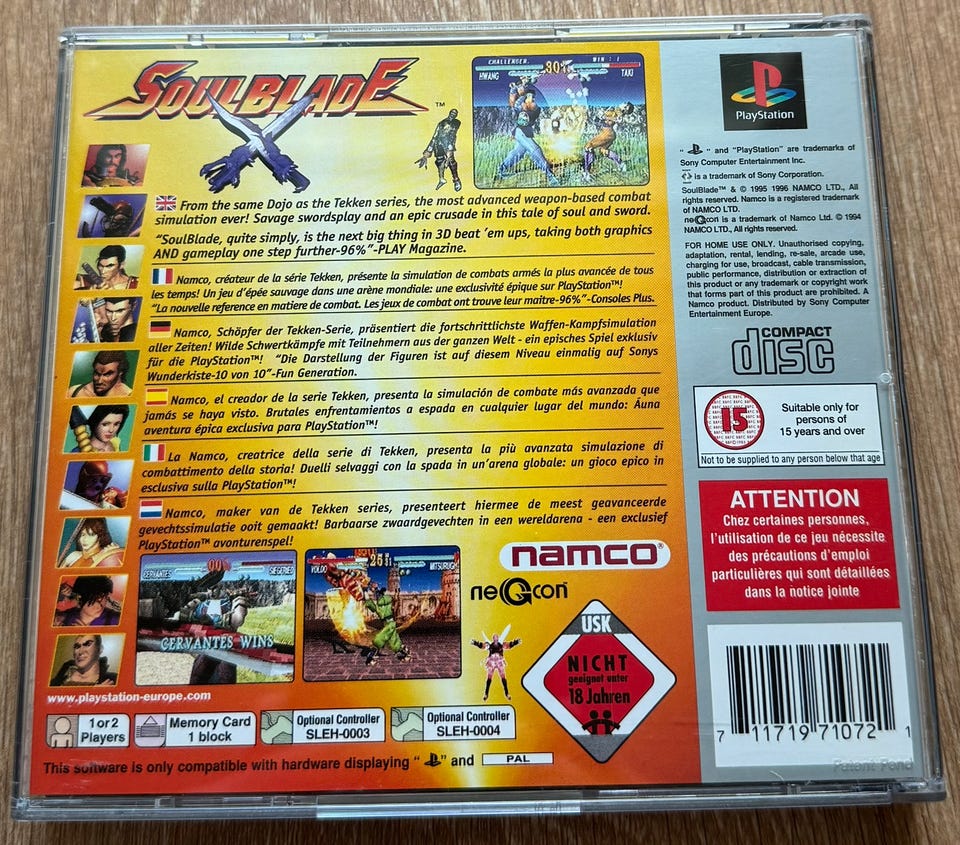 SOULBLADE
TM
From the same Dojo as the Tekken series, the most advanced weapon-based combat
simulation ever! Savage swordsplay and an epic crusade in this tale of soul and sword.
“SoulBlade, quite simply, is the next big thing in 3D beat 'em ups, taking both graphics
AND gameplay one step further-96%”-PLAY Magazine.
Namco, créateur de la série Tekken, présente la simulation de combats armés la plus avancée de tous
les temps! Un jeu d'épée sauvage dans une arène mondiale: une exclusivité épique sur PlayStation™!
“La nouvelle reference en matiere de combat. Les jeux de combat ont trouve leur maitre-96%”-Consoles Plus.
Namco, Schöpfer der Tekken-Serie, präsentiert die fortschrittlichste Waffen-Kampfsimulation
aller Zeiten! Wilde Schwertkämpfe mit Teilnehmern aus der ganzen Welt - ein episches Spiel exklusiv
für die PlayStation™! “Die Darstellung der Figuren ist auf diesem Niveau einmalig auf Sonys
Wunderkiste-10 von 10”-Fun Generation.
Namco, el creador de la serie Tekken, presenta la simulación de combate más avanzada que
jamás se haya visto. Brutales enfrentamientos a espada en cualquier lugar del mundo: Áuna
aventura épica exclusiva para PlayStation™!
La Namco, creatrice della serie di Tekken, presenta la più avanzata simulazione di
combattimento della storia! Duelli selvaggi con la spada in un'arena globale: un gioco epico in
esclusiva sulla PlayStation™!
Namco, maker van de Tekken series, presenteert hiermee de meest geavanceerde
gevechtssimulatie ooit gemaakt! Barbaarse zwaardgevechten in een wereldarena - een exclusief
PlayStation™ avonturenspel!
CHALLENGER. 30 WIN : 1
HWANG TAKI
CERVANTES 00 SIEGFRIED
CERVANTES WINS
VOLDO 25 MITSURUGI
namco®
neGcon™
USK
NICHT
geeignet unter
18 Jahren
www.playstation-europe.com
1 or 2
Players
Memory Card
1 block
Optional Controller
SLEH-0003
Optional Controller
SLEH-0004
This software is only compatible with hardware displaying “ ” and PAL
PlayStation
“ ” and “PlayStation” are trademarks of
Sony Computer Entertainment Inc.
is a trademark of Sony Corporation.
SoulBlade™ & © 1995 1996 NAMCO LTD., All
rights reserved. Namco is a registered trademark
of NAMCO LTD.
neGcon. is a trademark of Namco Ltd. © 1994
NAMCO LTD., All rights reserved.
FOR HOME USE ONLY. Unauthorised copying,
adaptation, rental, lending, re-sale, arcade use,
charging for use, broadcast, cable transmission,
public performance, distribution or extraction of
this product or any trademark or copyright work
that forms part of this product are prohibited. A
Namco product. Distributed by Sony Computer
Entertainment Europe.
COMPACT
disc
15
Suitable only for
persons of
15 years and over
Not to be supplied to any person below that age
ATTENTION
Chez certaines personnes,
l'utilisation de ce jeu nécessite
des précautions d'emploi
particulières qui sont détaillées
dans la notice jointe
7 11719 71072 1
Patent Pend